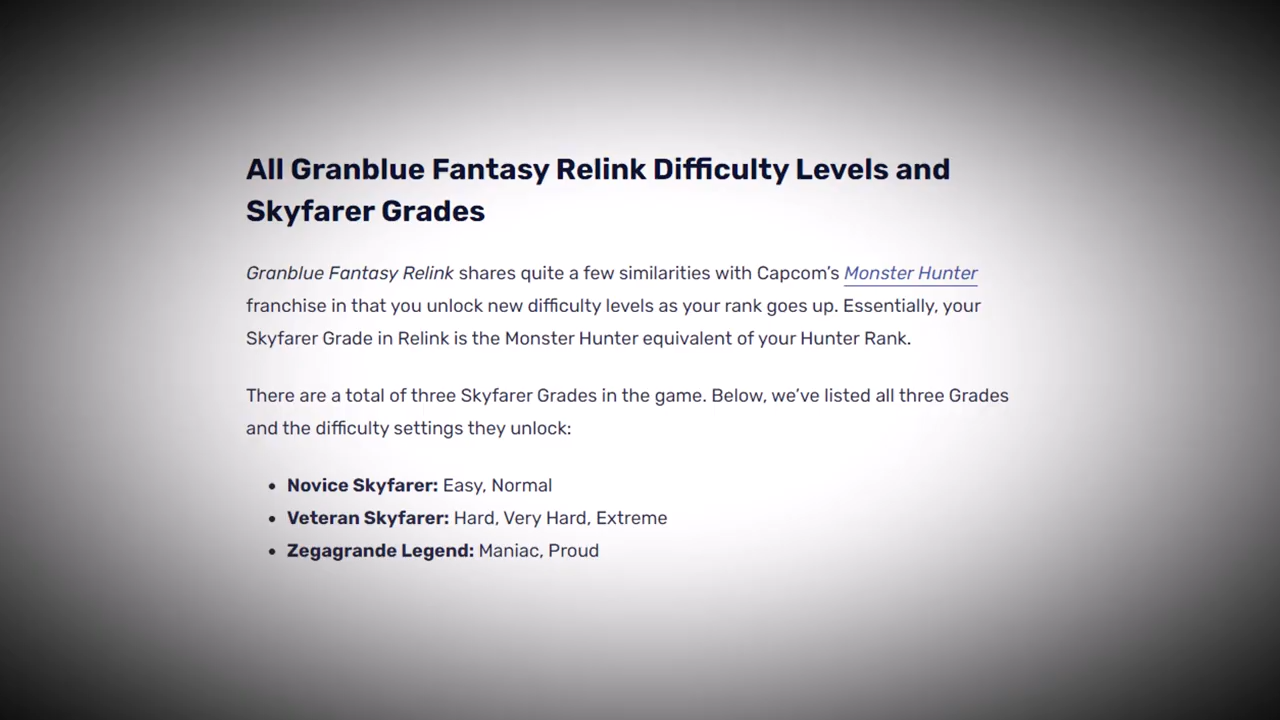 All Granblue Fantasy Relink Difficulty Levels and
Skyfarer Grades
Granblue Fantasy Relink shares quite a few similarities with Capcom’s Monster Hunter
franchise in that you unlock new difficulty levels as your rank goes up. Essentially, your
Skyfarer Grade in Relink is the Monster Hunter equivalent of your Hunter Rank.
There are a total of three Skyfarer Grades in the game. Below, we’ve listed all three Grades
and the difficulty settings they unlock:
• Novice Skyfarer: Easy, Normal
• Veteran Skyfarer: Hard, Very Hard, Extreme
• Zegagrande Legend: Maniac, Proud